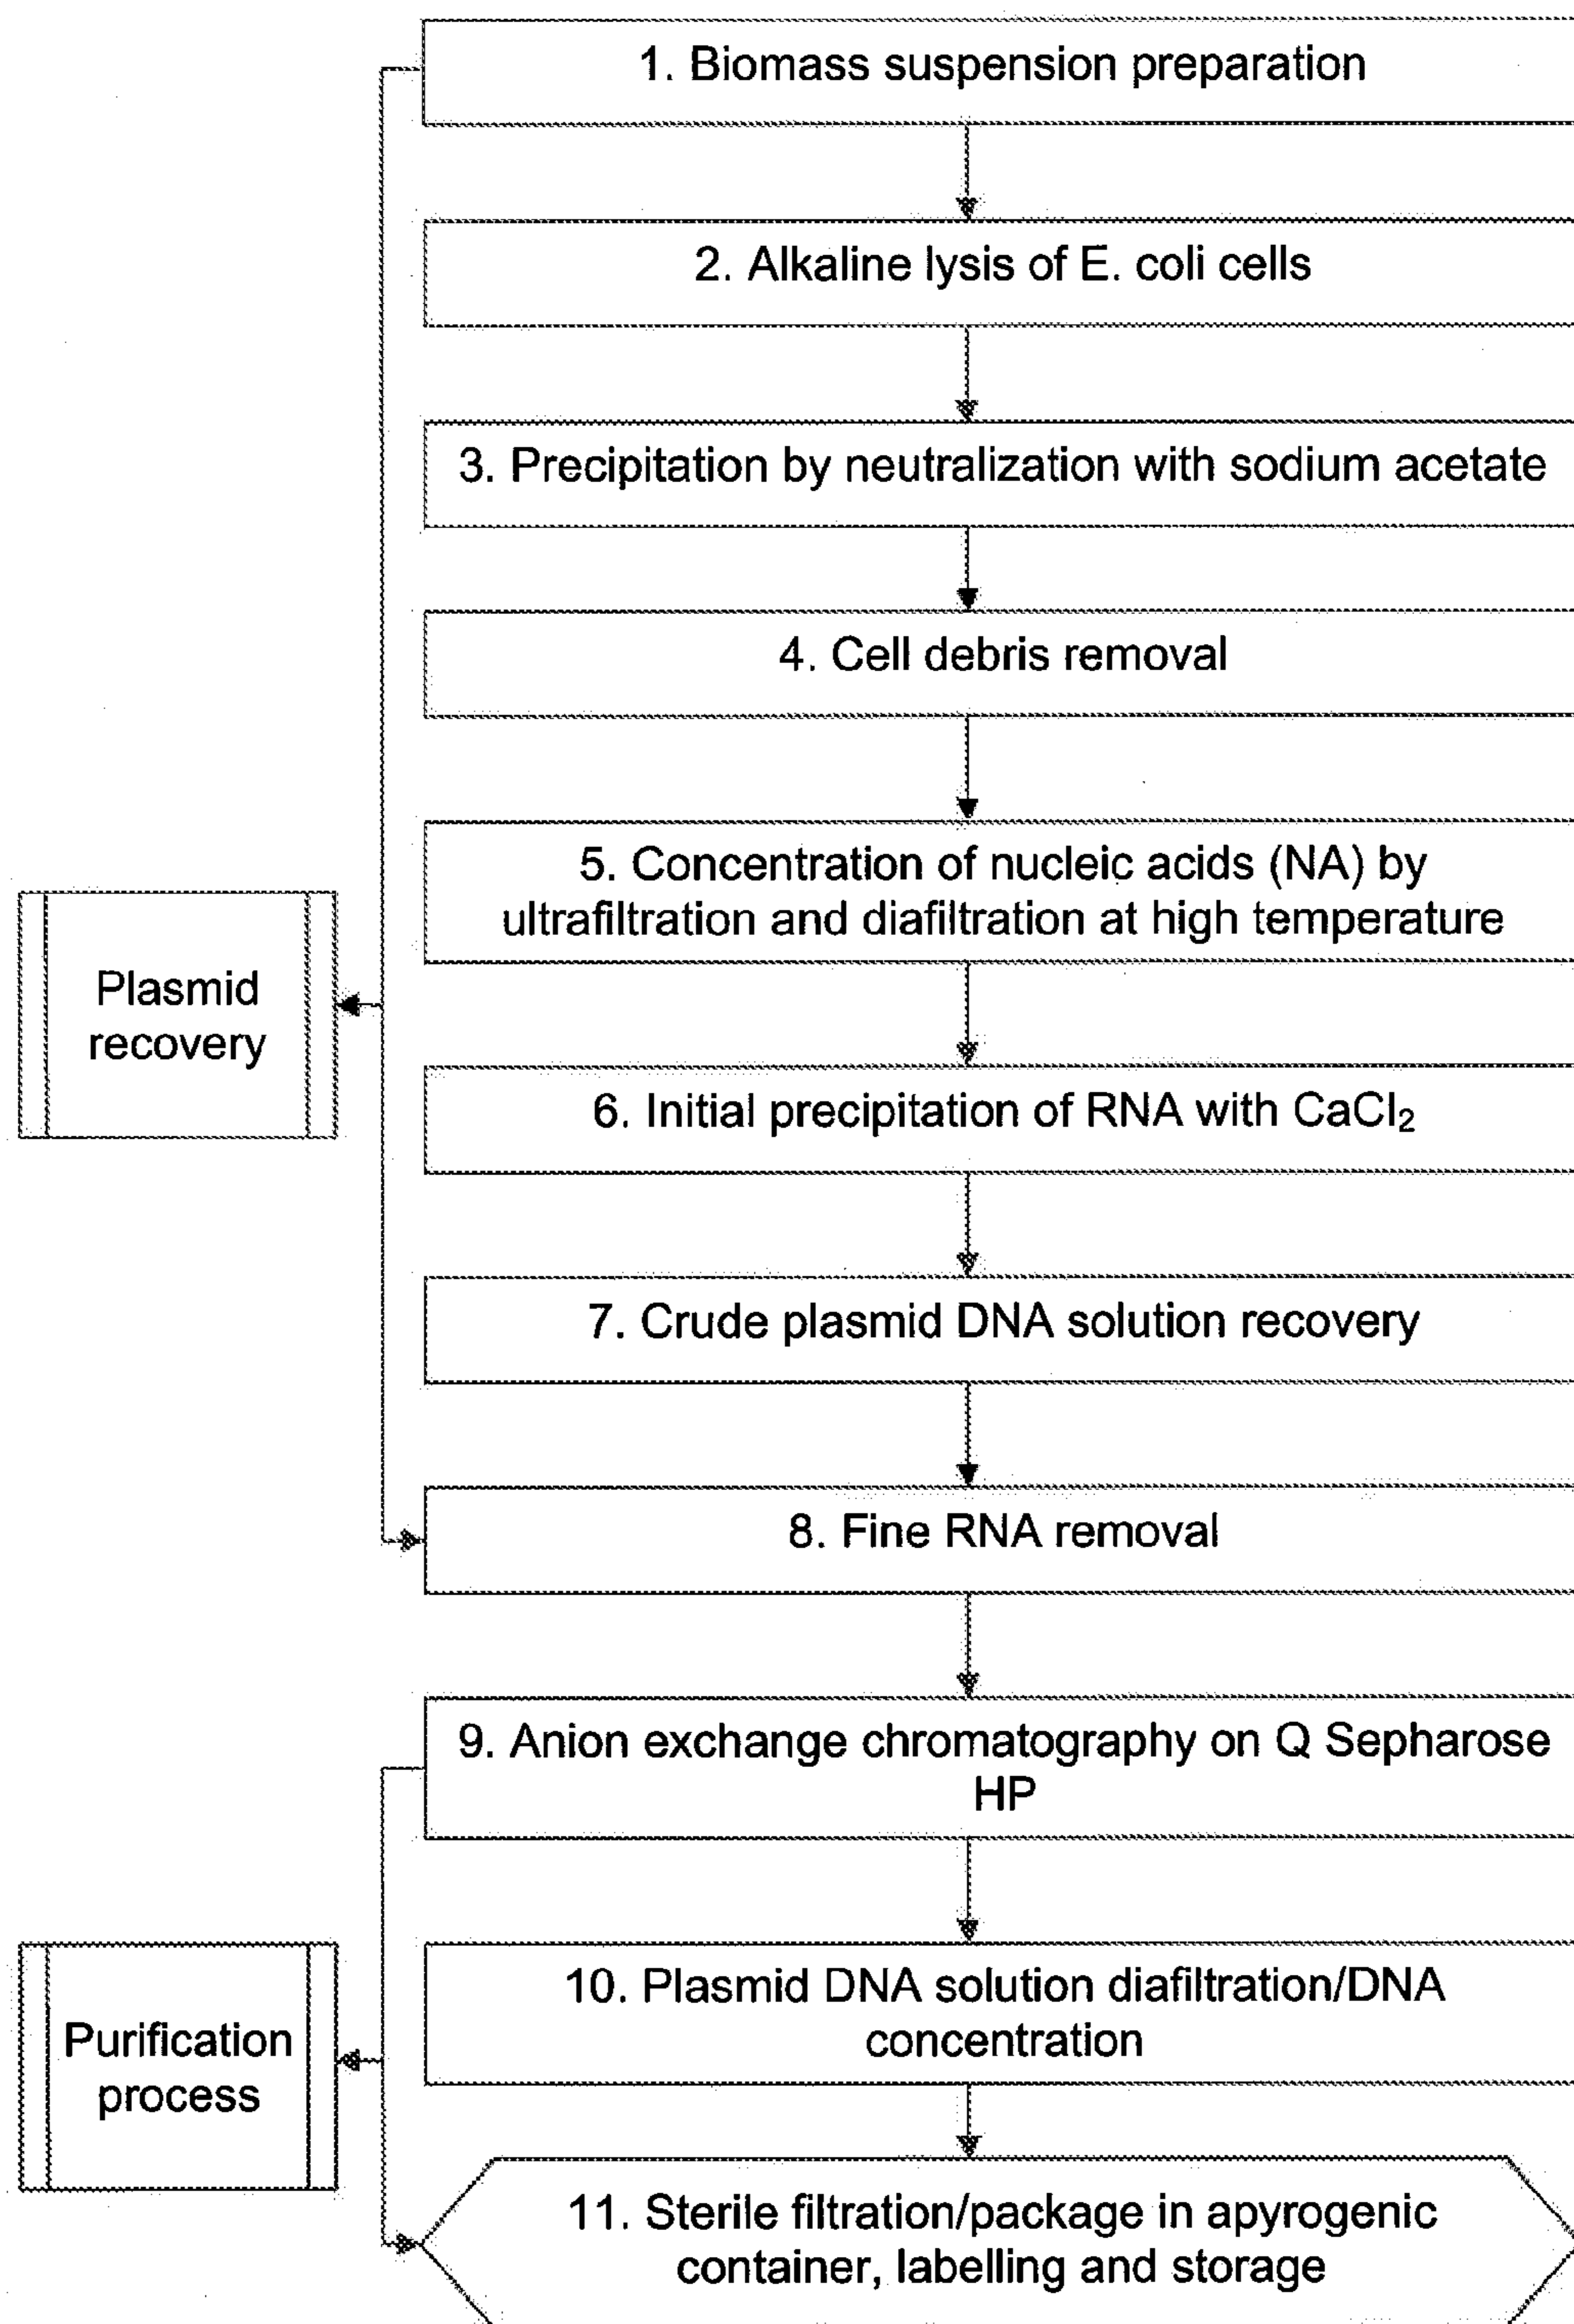 1. Biomass suspension preparation
2. Alkaline lysis of E. coli cells
3. Precipitation by neutralization with sodium acetate
4. Cell debris removal
5. Concentration of nucleic acids (NA) by
ultrafiltration and diafiltration at high temperature
Plasmid
recovery
6. Initial precipitation of RNA with CaCl₂
7. Crude plasmid DNA solution recovery
8. Fine RNA removal
9. Anion exchange chromatography on Q Sepharose
HP
10. Plasmid DNA solution diafiltration/DNA
concentration
Purification
process
11. Sterile filtration/package in apyrogenic
container, labelling and storage